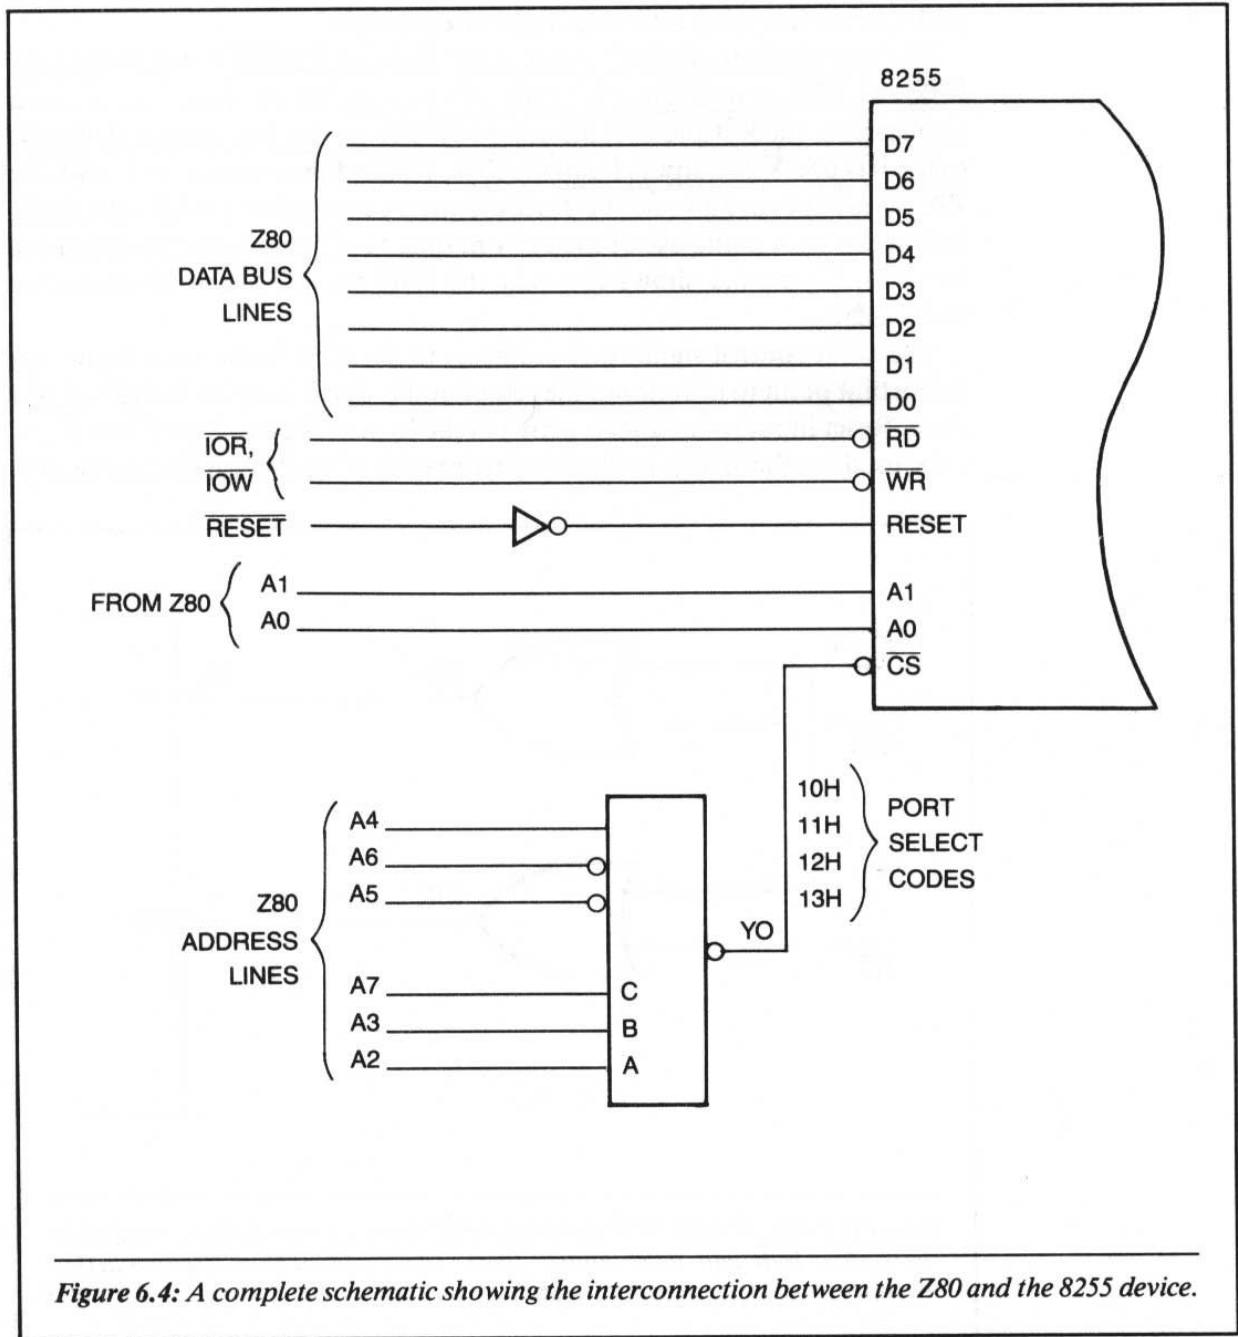 8255
Z80
DATA BUS
LINES
D7
D6
D5
D4
D3
D2
D1
D0
IOR,
IOW
RD
WR
RESET
RESET
FROM Z80
A1
A0
A1
A0
CS
10H
11H
12H
13H
PORT
SELECT
CODES
Z80
ADDRESS
LINES
A4
A6
A5
A7
A3
A2
C
B
A
YO
Figure 6.4: A complete schematic showing the interconnection between the Z80 and the 8255 device.